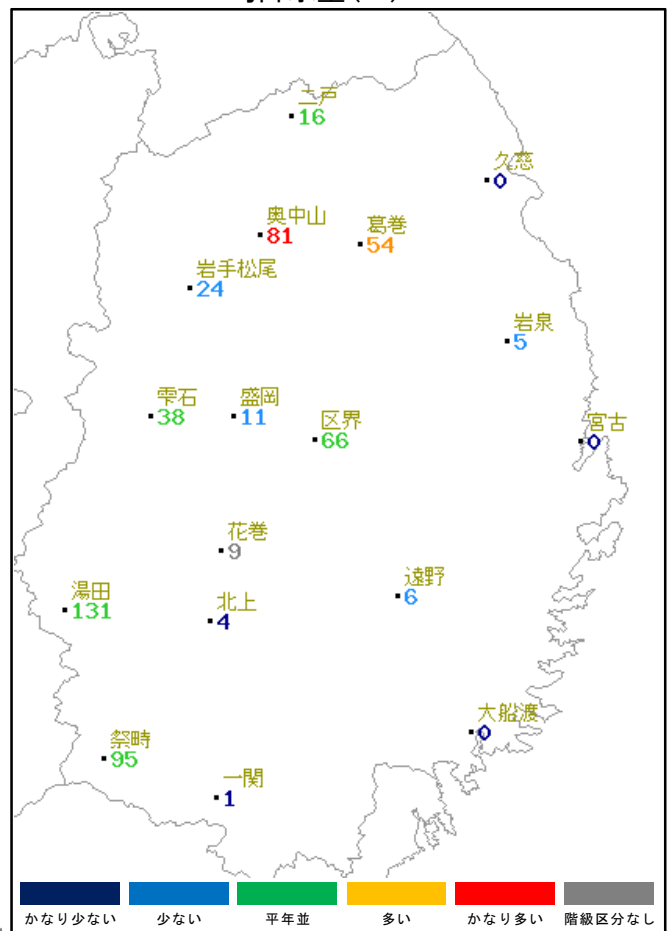 二戸
16
久慈
0
奥中山
81
葛巻
54
岩手松尾
24
岩泉
5
雫石
38
盛岡
11
区界
66
宮古
0
花巻
9
湯田
131
北上
4
遠野
6
大船渡
0
祭畤
95
一関
1
かなり少ない 少ない 平年並 多い かなり多い 階級区分なし